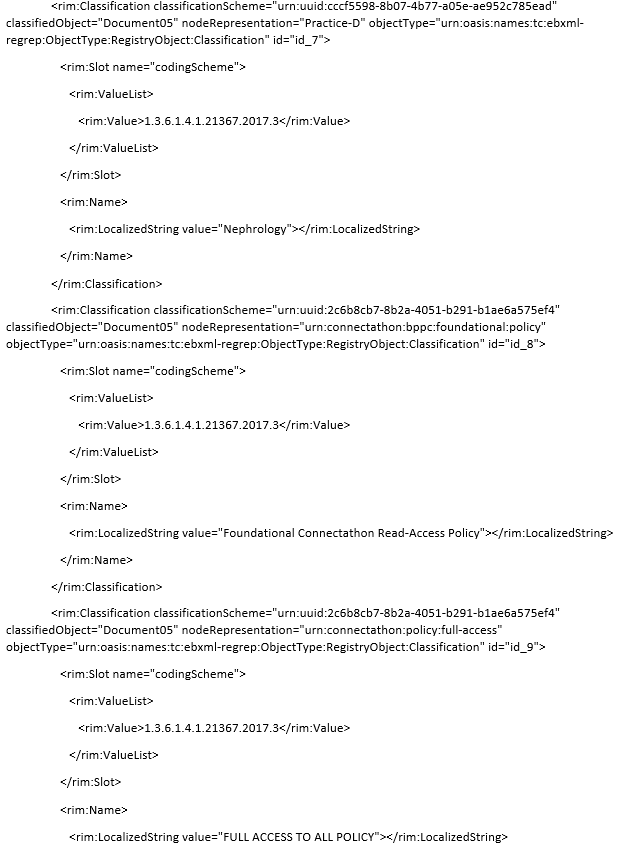 <rim:Classification classificationScheme="urn:uuid:cccf5598-8b07-4b77-a05e-ae952c785ead"
classifiedObject="Document05" nodeRepresentation="Practice-D" objectType="urn:oasis:names:tc:ebxml-
regrep:ObjectType:RegistryObject:Classification" id="id_7">
<rim:Slot name="codingScheme">
<rim:ValueList>
<rim:Value>1.3.6.1.4.1.21367.2017.3</rim:Value>
</rim:ValueList>
</rim:Slot>
<rim:Name>
<rim:LocalizedString value="Nephrology"></rim:LocalizedString>
</rim:Name>
</rim:Classification>
<rim:Classification classificationScheme="urn:uuid:2c6b8cb7-8b2a-4051-b291-b1ae6a575ef4"
classifiedObject="Document05" nodeRepresentation="urn:connectathon:bppc:foundational:policy"
objectType="urn:oasis:names:tc:ebxml-regrep:ObjectType:RegistryObject:Classification" id="id_8">
<rim:Slot name="codingScheme">
<rim:ValueList>
<rim:Value>1.3.6.1.4.1.21367.2017.3</rim:Value>
</rim:ValueList>
</rim:Slot>
<rim:Name>
<rim:LocalizedString value="Foundational Connectathon Read-Access Policy"></rim:LocalizedString>
</rim:Name>
</rim:Classification>
<rim:Classification classificationScheme="urn:uuid:2c6b8cb7-8b2a-4051-b291-b1ae6a575ef4"
classifiedObject="Document05" nodeRepresentation="urn:connectathon:policy:full-access"
objectType="urn:oasis:names:tc:ebxml-regrep:ObjectType:RegistryObject:Classification" id="id_9">
<rim:Slot name="codingScheme">
<rim:ValueList>
<rim:Value>1.3.6.1.4.1.21367.2017.3</rim:Value>
</rim:ValueList>
</rim:Slot>
<rim:Name>
<rim:LocalizedString value="FULL ACCESS TO ALL POLICY"></rim:LocalizedString>